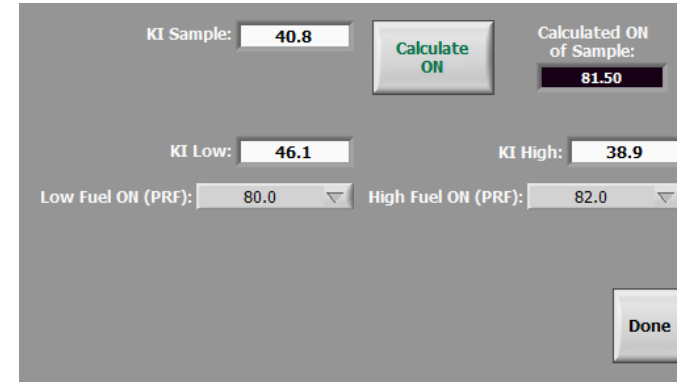 KI Sample: 40.8
Calculate
ON
Calculated ON
of Sample:
81.50
KI Low: 46.1
KI High: 38.9
Low Fuel ON (PRF): 80.0
High Fuel ON (PRF): 82.0
Done